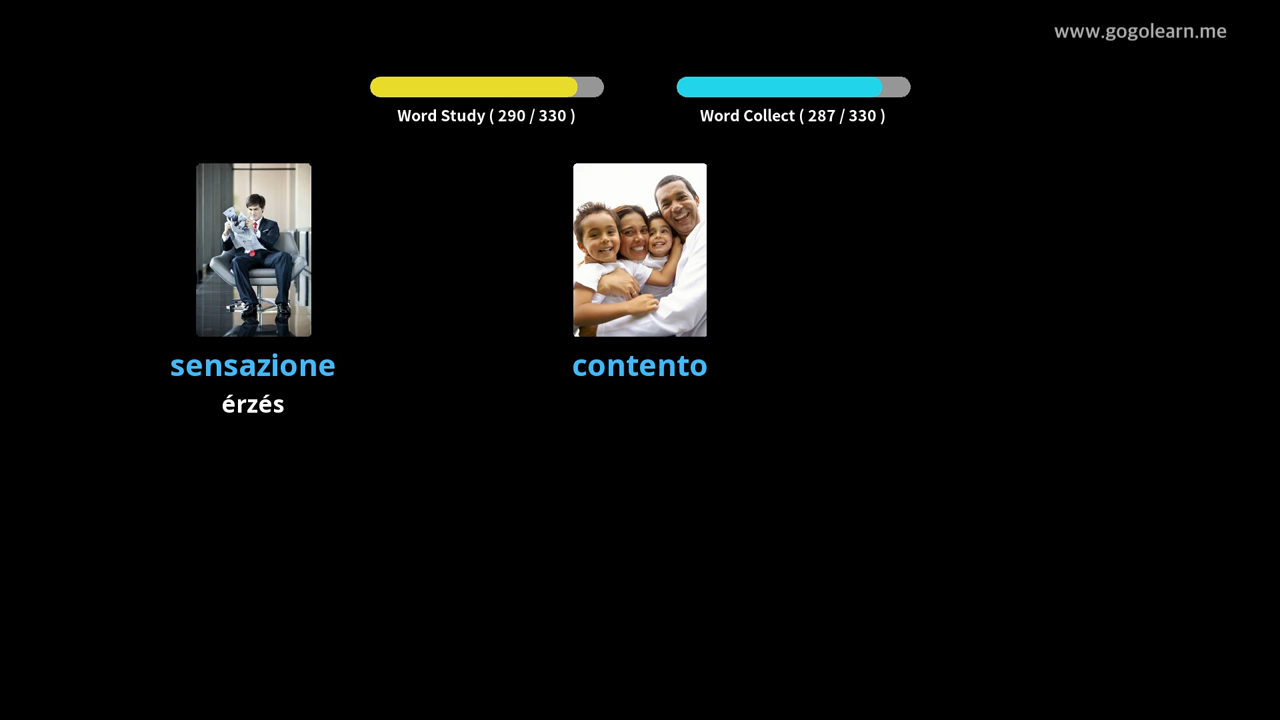 www.gogolearn.me
Word Study ( 290 / 330 )
Word Collect ( 287 / 330 )
sensazione
contento
érzés